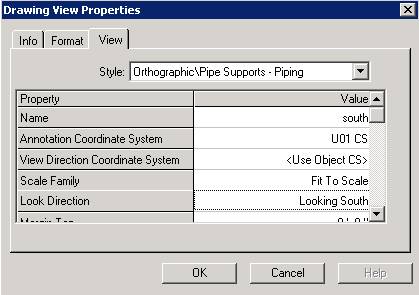 Drawing View Properties
Info Format View
Style: Orthographic\Pipe Supports - Piping
Property Value
Name south
Annotation Coordinate System U01 CS
View Direction Coordinate System <Use Object CS>
Scale Family Fit To Scale
Look Direction Looking South
OK Cancel Help